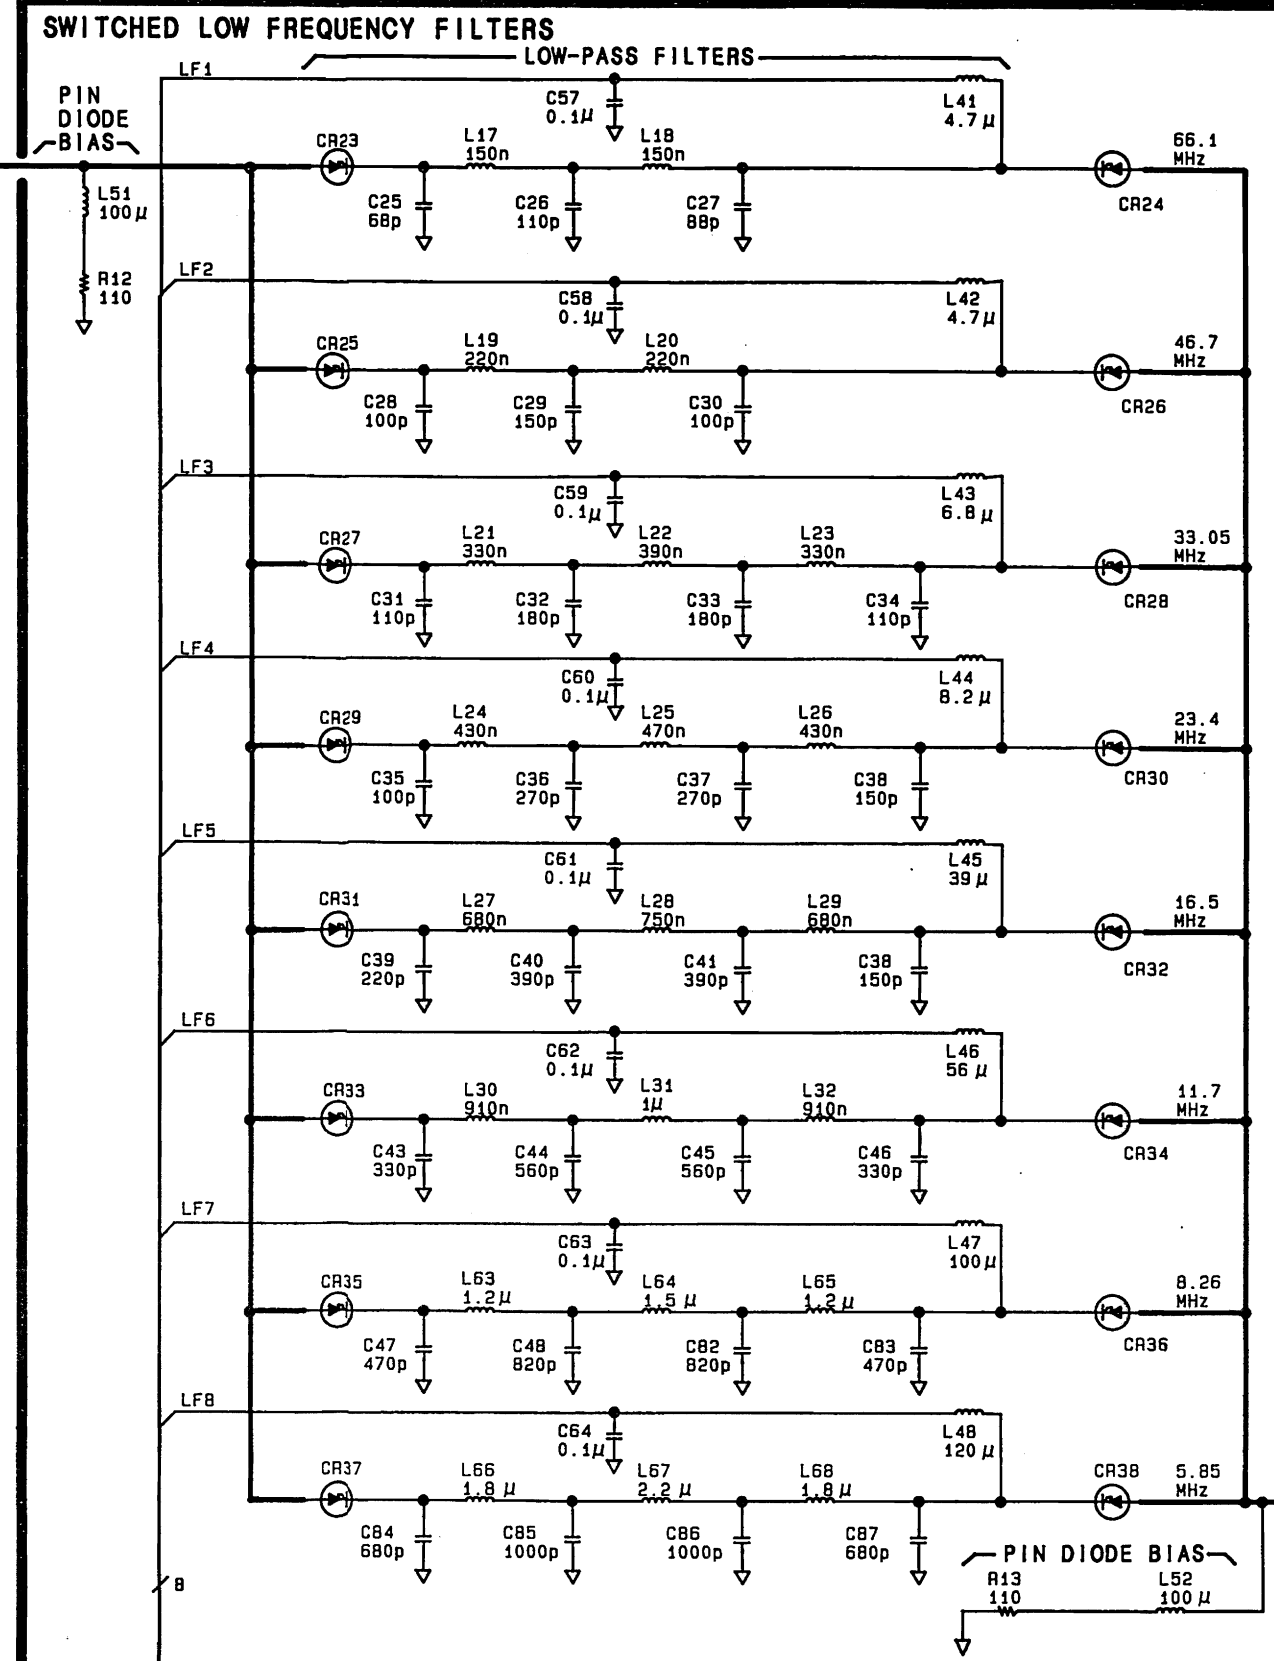 SWITCHED LOW FREQUENCY FILTERS
LOW-PASS FILTERS
PIN
DIODE
BIAS
L51
100μ
R12
110
LF1
C57
0.1μ
L41
4.7μ
CR23
L17
150n
L18
150n
C25
68p
C26
110p
C27
88p
66.1
MHz
CR24
LF2
C58
0.1μ
L42
4.7μ
CR25
L19
220n
L20
220n
C28
100p
C29
150p
C30
100p
46.7
MHz
CR26
LF3
C59
0.1μ
L43
6.8μ
CR27
L21
330n
L22
390n
L23
330n
C31
110p
C32
180p
C33
180p
C34
110p
33.05
MHz
CR28
LF4
C60
0.1μ
L44
8.2μ
CR29
L24
430n
L25
470n
L26
430n
C35
100p
C36
270p
C37
270p
C38
150p
23.4
MHz
CR30
LF5
C61
0.1μ
L45
39μ
CR31
L27
680n
L28
750n
L29
680n
C39
220p
C40
390p
C41
390p
C38
150p
16.5
MHz
CR32
LF6
C62
0.1μ
L46
56μ
CR33
L30
910n
L31
1μ
L32
910n
C43
330p
C44
560p
C45
560p
C46
330p
11.7
MHz
CR34
LF7
C63
0.1μ
L47
100μ
CR35
L63
1.2μ
L64
1.5μ
L65
1.2μ
C47
470p
C48
820p
C82
820p
C83
470p
8.26
MHz
CR36
LF8
C64
0.1μ
L48
120μ
CR37
L66
1.8μ
L67
2.2μ
L68
1.8μ
CR38
5.85
MHz
C84
680p
C85
1000p
C86
1000p
C87
680p
8
PIN DIODE BIAS
R13
110
L52
100μ